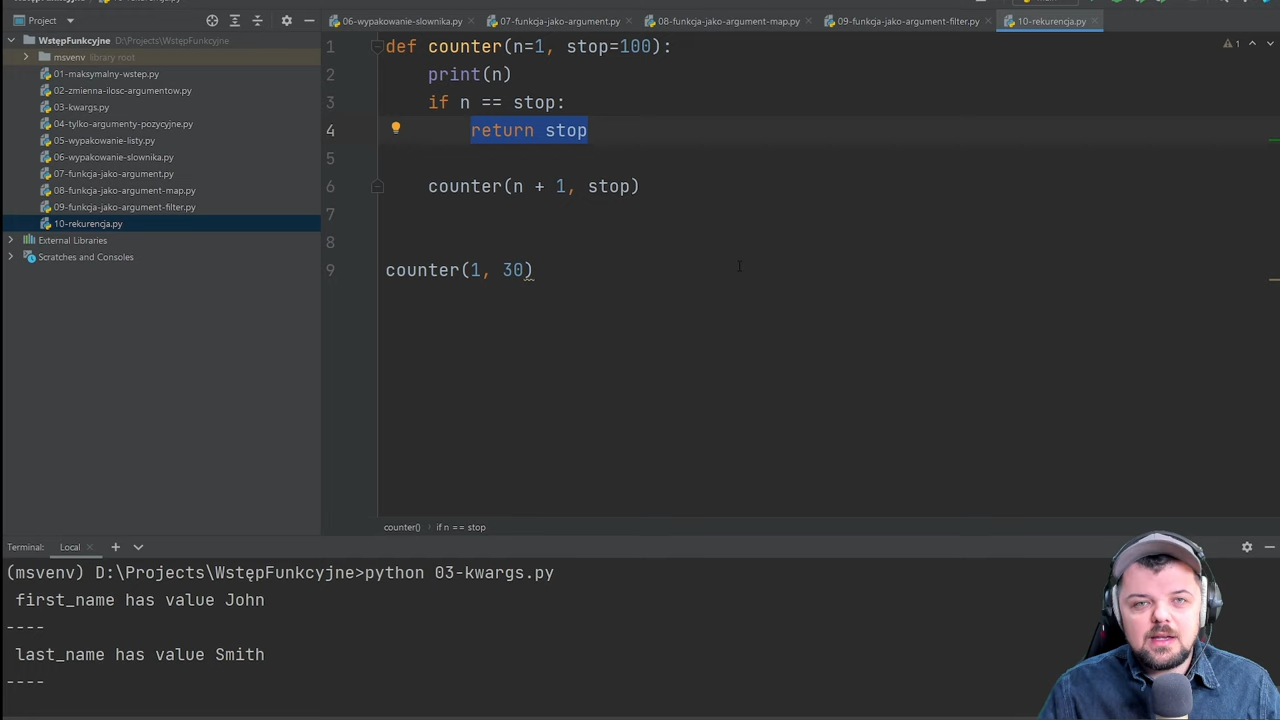 Project
WstępFunkcyjne D:\Projects\WstępFunkcyjne
msvenv library root
01-maksymalny-wstep.py
02-zmienna-ilosc-argumentow.py
03-kwargs.py
04-tylko-argumenty-pozycyjne.py
05-wypakowanie-listy.py
06-wypakowanie-slownika.py
07-funkcja-jako-argument.py
08-funkcja-jako-argument-map.py
09-funkcja-jako-argument-filter.py
10-rekurencja.py
External Libraries
Scratches and Consoles
06-wypakowanie-slownika.py
07-funkcja-jako-argument.py
08-funkcja-jako-argument-map.py
09-funkcja-jako-argument-filter.py
10-rekurencja.py
1
1 def counter(n=1, stop=100):
2 print(n)
3 if n == stop:
4 return stop
5
6 counter(n + 1, stop)
7
8
9 counter(1, 30)
counter() if n == stop
Terminal: Local
(msvenv) D:\Projects\WstępFunkcyjne>python 03-kwargs.py
first_name has value John
----
last_name has value Smith
----